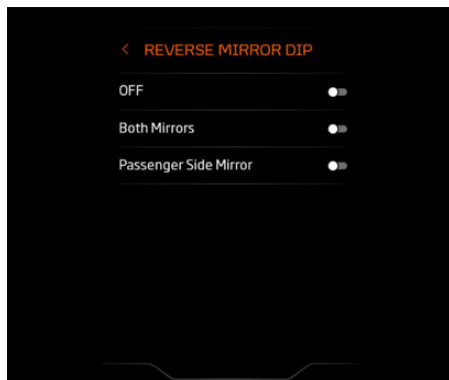 REVERSE MIRROR DIP
OFF
Both Mirrors
Passenger Side Mirror